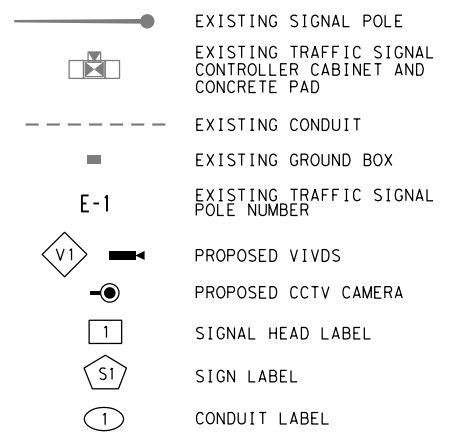 EXISTING SIGNAL POLE
EXISTING TRAFFIC SIGNAL
CONTROLLER CABINET AND
CONCRETE PAD
EXISTING CONDUIT
EXISTING GROUND BOX
E-1
EXISTING TRAFFIC SIGNAL
POLE NUMBER
V1
PROPOSED VIVDS
PROPOSED CCTV CAMERA
1
SIGNAL HEAD LABEL
S1
SIGN LABEL
1
CONDUIT LABEL